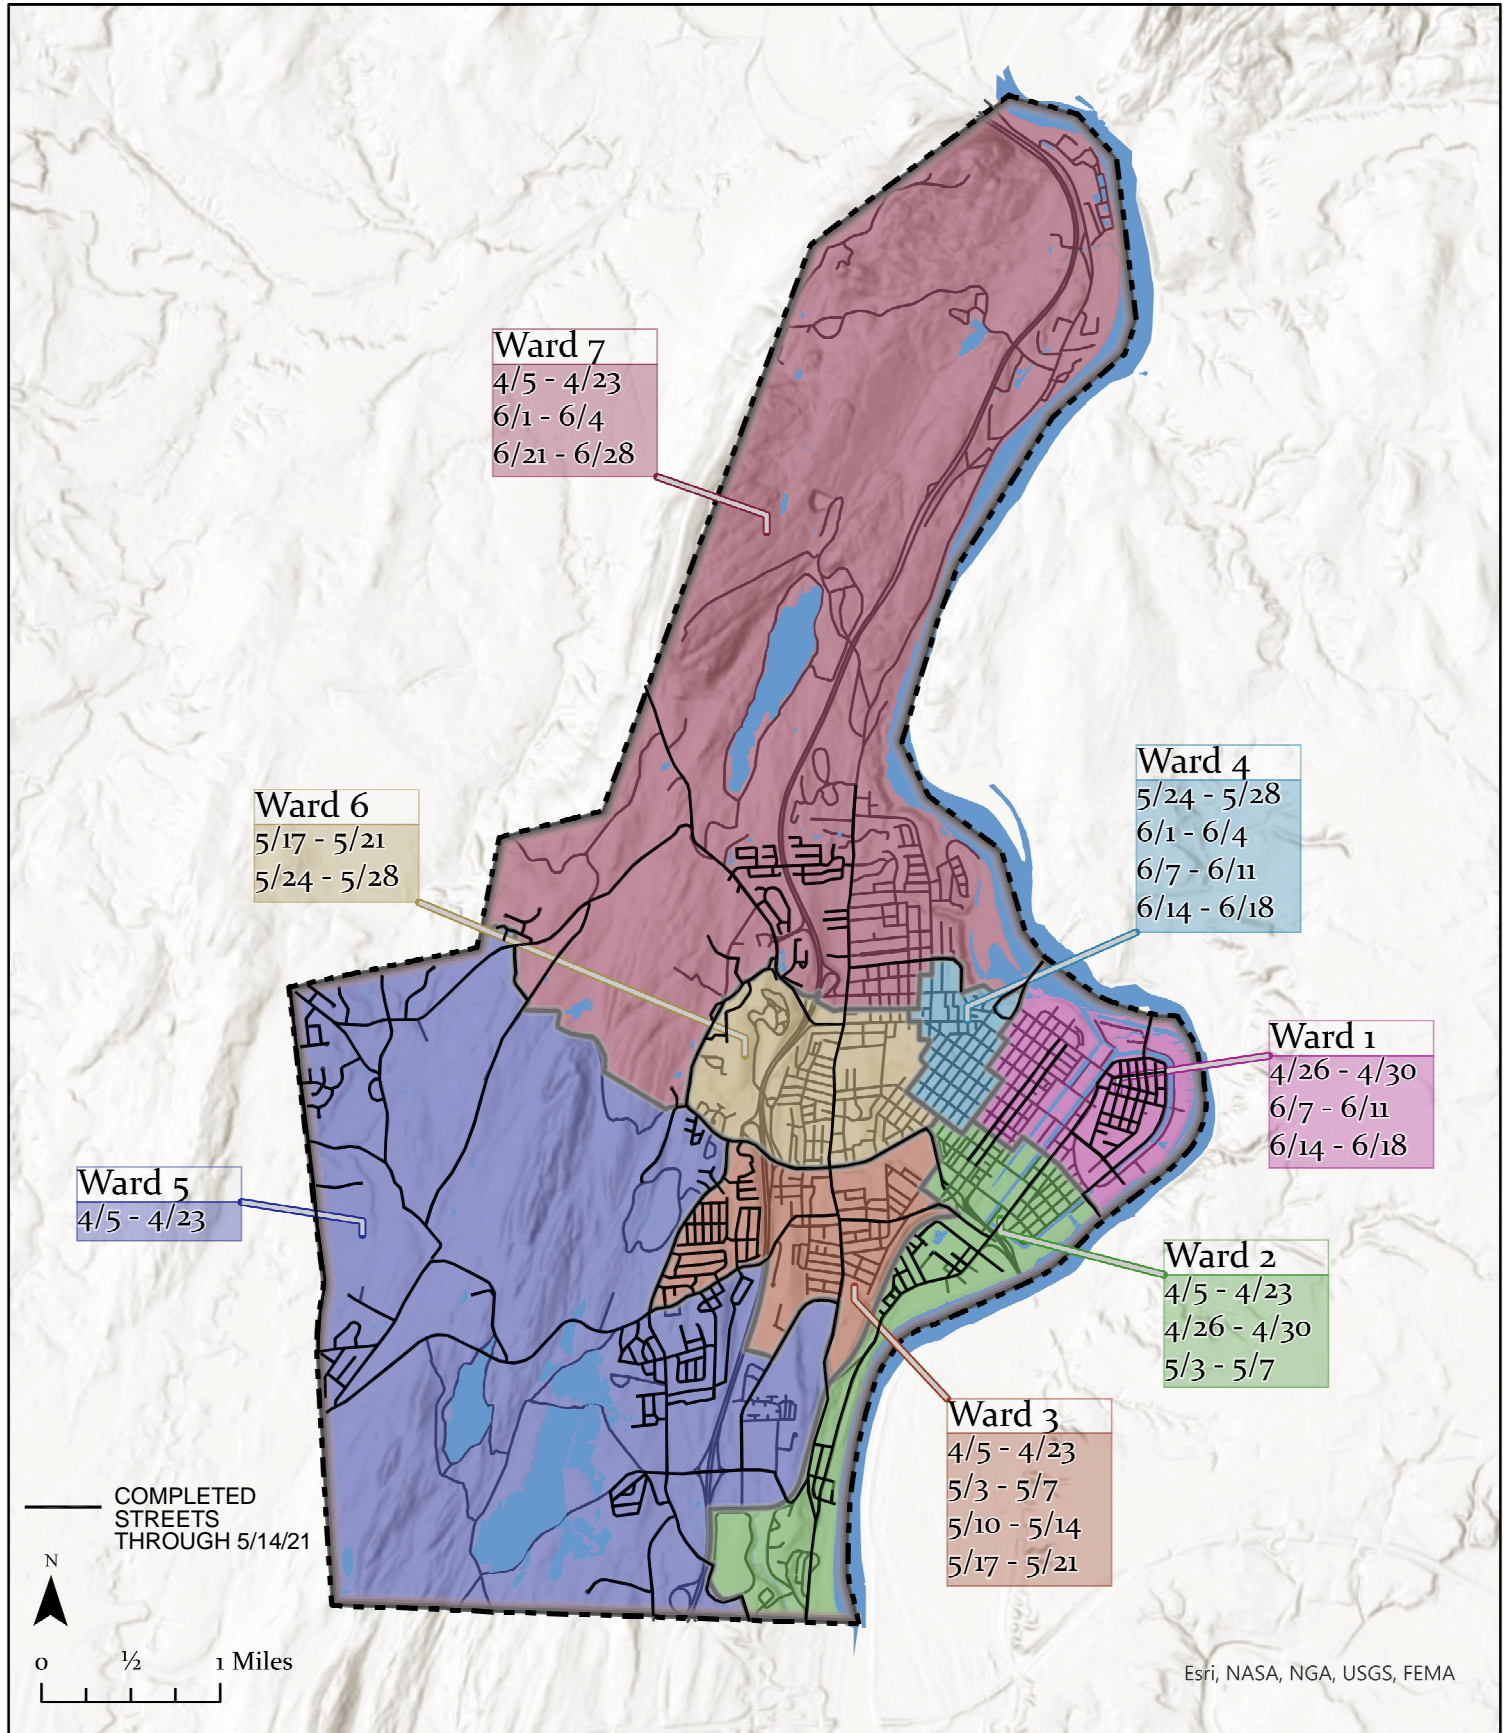 Ward 7
4/5 - 4/23
6/1 - 6/4
6/21 - 6/28
Ward 4
5/24 - 5/28
6/1 - 6/4
6/7 - 6/11
6/14 - 6/18
Ward 6
5/17 - 5/21
5/24 - 5/28
Ward 1
4/26 - 4/30
6/7 - 6/11
6/14 - 6/18
Ward 5
4/5 - 4/23
Ward 2
4/5 - 4/23
4/26 - 4/30
5/3 - 5/7
Ward 3
4/5 - 4/23
5/3 - 5/7
5/10 - 5/14
5/17 - 5/21
COMPLETED
STREETS
THROUGH 5/14/21
N
0 ½ 1 Miles
Esri, NASA, NGA, USGS, FEMA